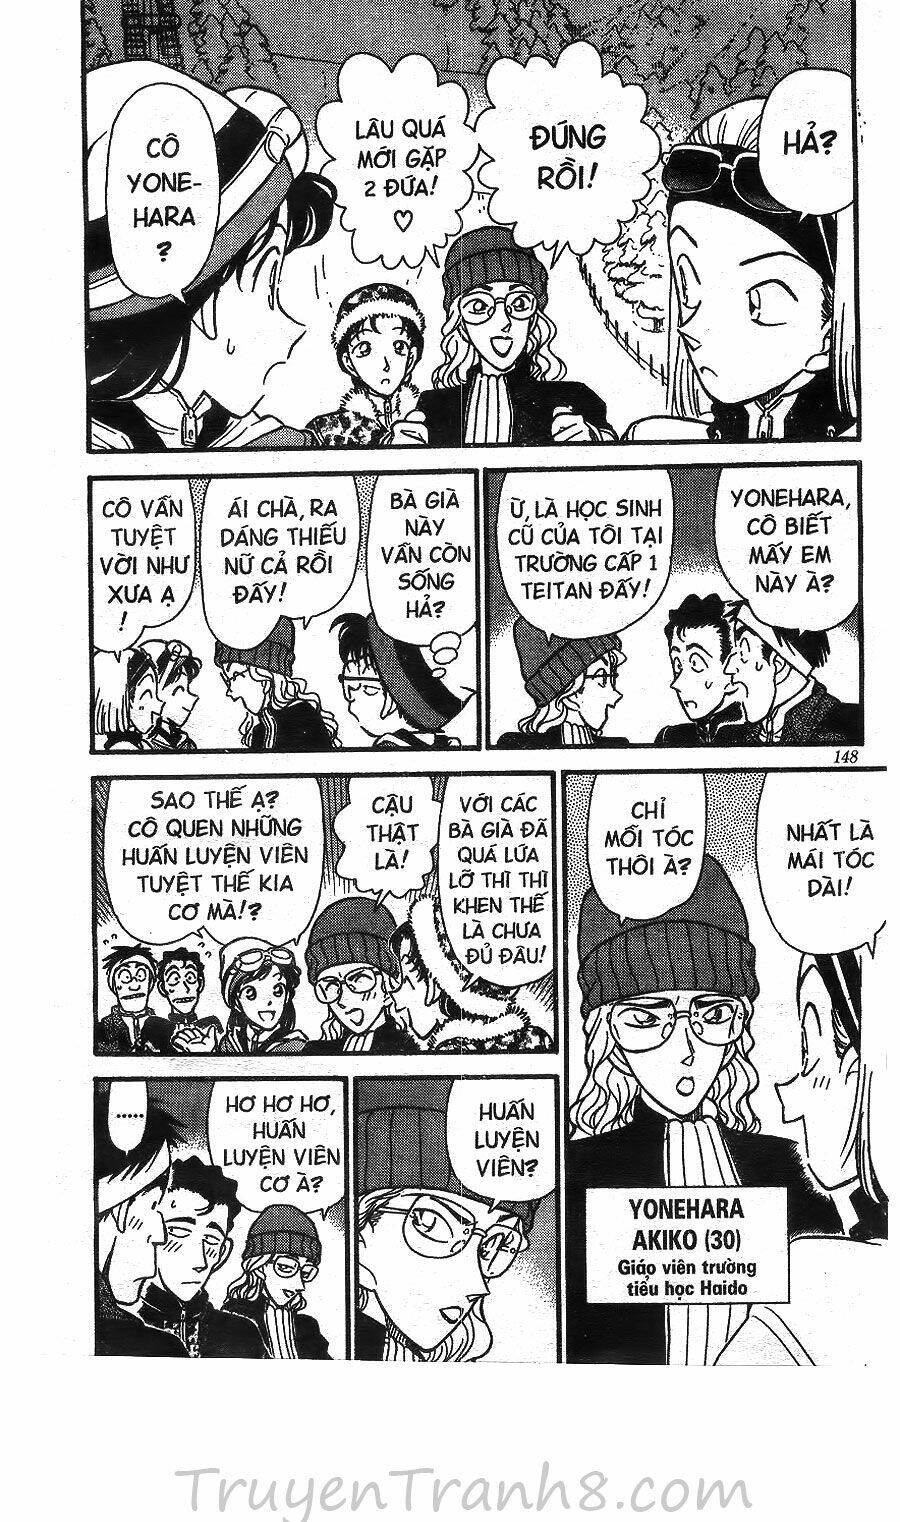 HẢ?
ĐÚNG
RỒI!
LÂU QUÁ
MỚI GẶP
2 ĐỨA!
♡
CÔ
YONE-
HARA
?
YONEHARA,
CÔ BIẾT
MẤY EM
NÀY À?
Ừ, LÀ HỌC SINH
CŨ CỦA TÔI TẠI
TRƯỜNG CẤP 1
TEITAN ĐẤY!
BÀ GIÀ
NÀY
VẪN CÒN
SỐNG
HẢ?
ÁI CHÀ, RA
DÁNG THIẾU
NỮ CẢ RỒI
ĐẤY!
CÔ VẪN
TUYỆT
VỜI NHƯ
XƯA Ạ
!
148
NHẤT LÀ
MÁI TÓC
DÀI!
CHỈ
MỖI TÓC
THÔI À?
YONEHARA
AKIKO (30)
Giáo viên trường
tiểu học Haido
VỚI CÁC
BÀ GIÀ ĐÃ
QUÁ LỨA
LỠ THÌ THÌ
KHEN THẾ
LÀ CHƯA
ĐỦ ĐÂU!
CẬU
THẬT
LÀ!
SAO THẾ Ạ?
CÔ QUEN NHỮNG
HUẤN LUYỆN VIÊN
TUYỆT THẾ KIA
CƠ MÀ!?
HUẤN
LUYỆN
VIÊN?
HƠ HƠ HƠ,
HUẤN
LUYỆN VIÊN
CƠ À?
......
TruyenTranh8.com